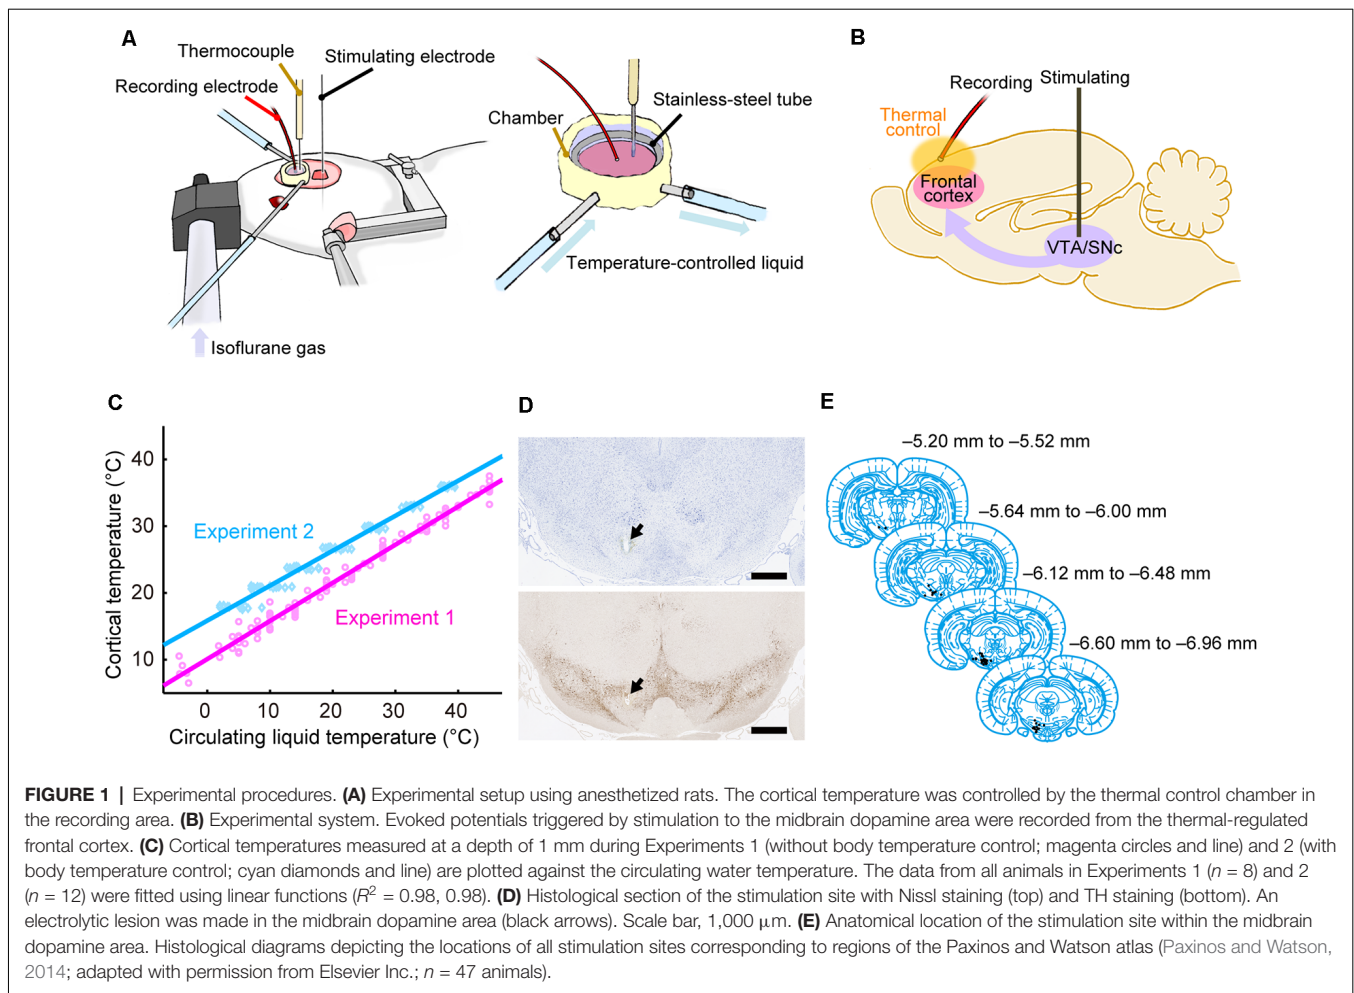 A
Thermocouple
Stimulating electrode
Recording electrode
Chamber
Stainless-steel tube
Temperature-controlled liquid
Isoflurane gas
B
Recording
Stimulating
Thermal
control
Frontal
cortex
VTA/SNc
C
Cortical temperature (°C)
40
30
20
10
Experiment 2
Experiment 1
0
10
20
30
40
Circulating liquid temperature (°C)
D
E
–5.20 mm to –5.52 mm
–5.64 mm to –6.00 mm
–6.12 mm to –6.48 mm
–6.60 mm to –6.96 mm
FIGURE 1 | Experimental procedures. (A) Experimental setup using anesthetized rats. The cortical temperature was controlled by the thermal control chamber in
the recording area. (B) Experimental system. Evoked potentials triggered by stimulation to the midbrain dopamine area were recorded from the thermal-regulated
frontal cortex. (C) Cortical temperatures measured at a depth of 1 mm during Experiments 1 (without body temperature control; magenta circles and line) and 2 (with
body temperature control; cyan diamonds and line) are plotted against the circulating water temperature. The data from all animals in Experiments 1 (n = 8) and 2
(n = 12) were fitted using linear functions (R² = 0.98, 0.98). (D) Histological section of the stimulation site with Nissl staining (top) and TH staining (bottom). An
electrolytic lesion was made in the midbrain dopamine area (black arrows). Scale bar, 1,000 μm. (E) Anatomical location of the stimulation site within the midbrain
dopamine area. Histological diagrams depicting the locations of all stimulation sites corresponding to regions of the Paxinos and Watson atlas (Paxinos and Watson,
2014; adapted with permission from Elsevier Inc.; n = 47 animals).